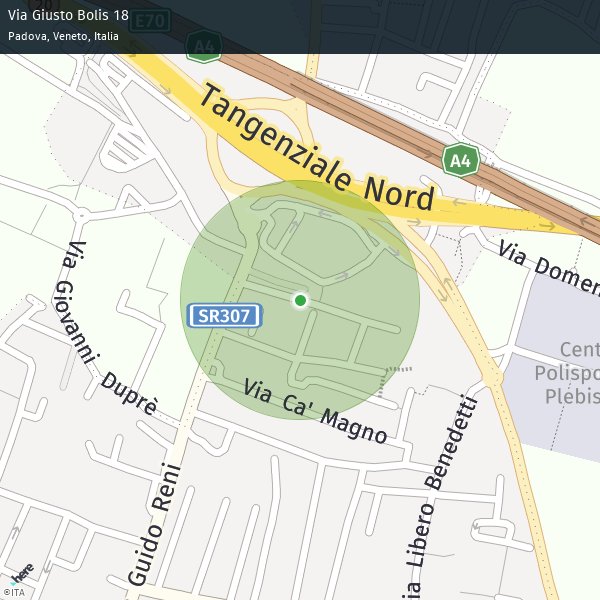 Via Giusto Bolis 18
E70
Padova, Veneto, Italia
A4
Tangenziale Nord
A4
Via Giovanni Duprè
Via Domen
SR307
Cent
Polispo
Plebis
Via Ca' Magno
Guido Reni
ia Libero Benedetti
here
©ITA